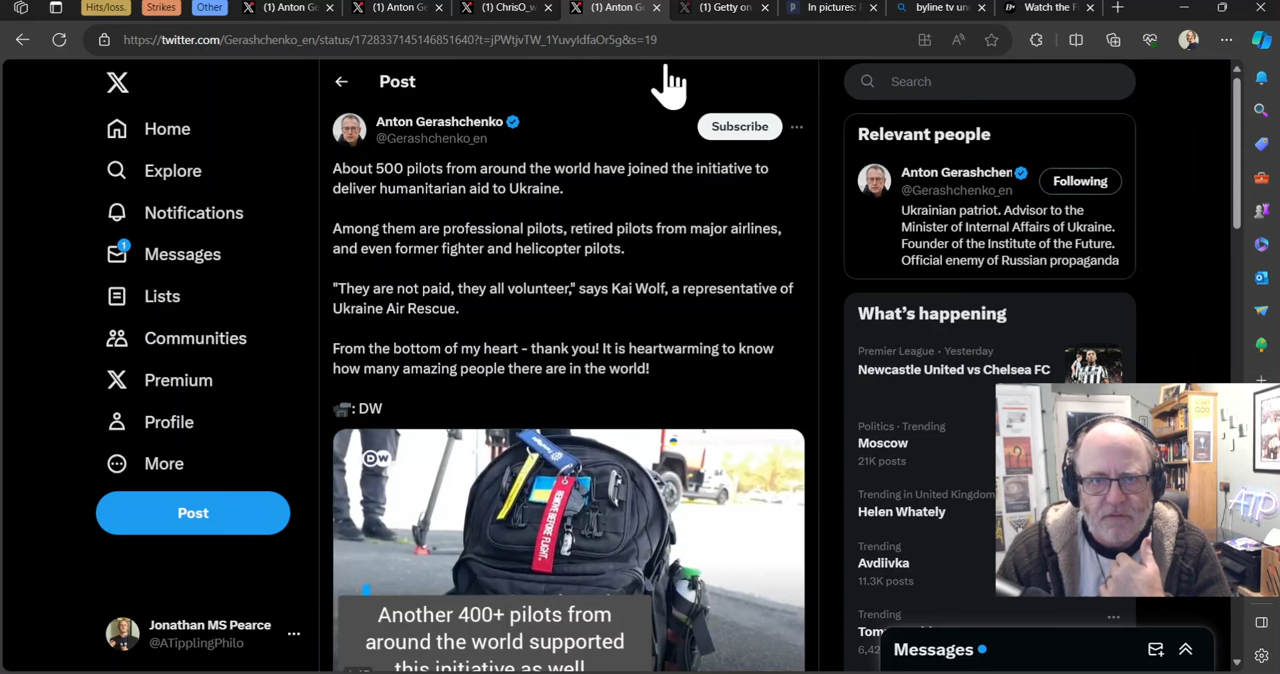 Hits/loss.
Strikes
Other
(1) Anton Ge
(1) Anton Ge
(1) ChrisO_w
(1) Anton Ge
(1) Getty on
In pictures:
byline tv un
Watch the F
https://twitter.com/Gerashchenko_en/status/1728337145146851640?t=jPWtjvTW_1YuvyIdfaOr5g&s=19
Home
Explore
Notifications
1
Messages
Lists
Communities
Premium
Profile
More
Post
Jonathan MS Pearce
@ATipplingPhilo
Post
Anton Gerashchenko
@Gerashchenko_en
Subscribe
About 500 pilots from around the world have joined the initiative to
deliver humanitarian aid to Ukraine.
Among them are professional pilots, retired pilots from major airlines,
and even former fighter and helicopter pilots.
"They are not paid, they all volunteer," says Kai Wolf, a representative of
Ukraine Air Rescue.
From the bottom of my heart - thank you! It is heartwarming to know
how many amazing people there are in the world!
📹: DW
DW
REMOVE BEFORE FLIGHT
Another 400+ pilots from
around the world supported
this initiative as well
Search
Relevant people
Anton Gerashchen
@Gerashchenko_en
Following
Ukrainian patriot. Advisor to the
Minister of Internal Affairs of Ukraine.
Founder of the Institute of the Future.
Official enemy of Russian propaganda
What's happening
Premier League · Yesterday
Newcastle United vs Chelsea FC
Politics · Trending
Moscow
21K posts
Trending in United Kingdom
Helen Whately
Trending
Avdiivka
11.3K posts
Trending
6,42
Messages
ATP